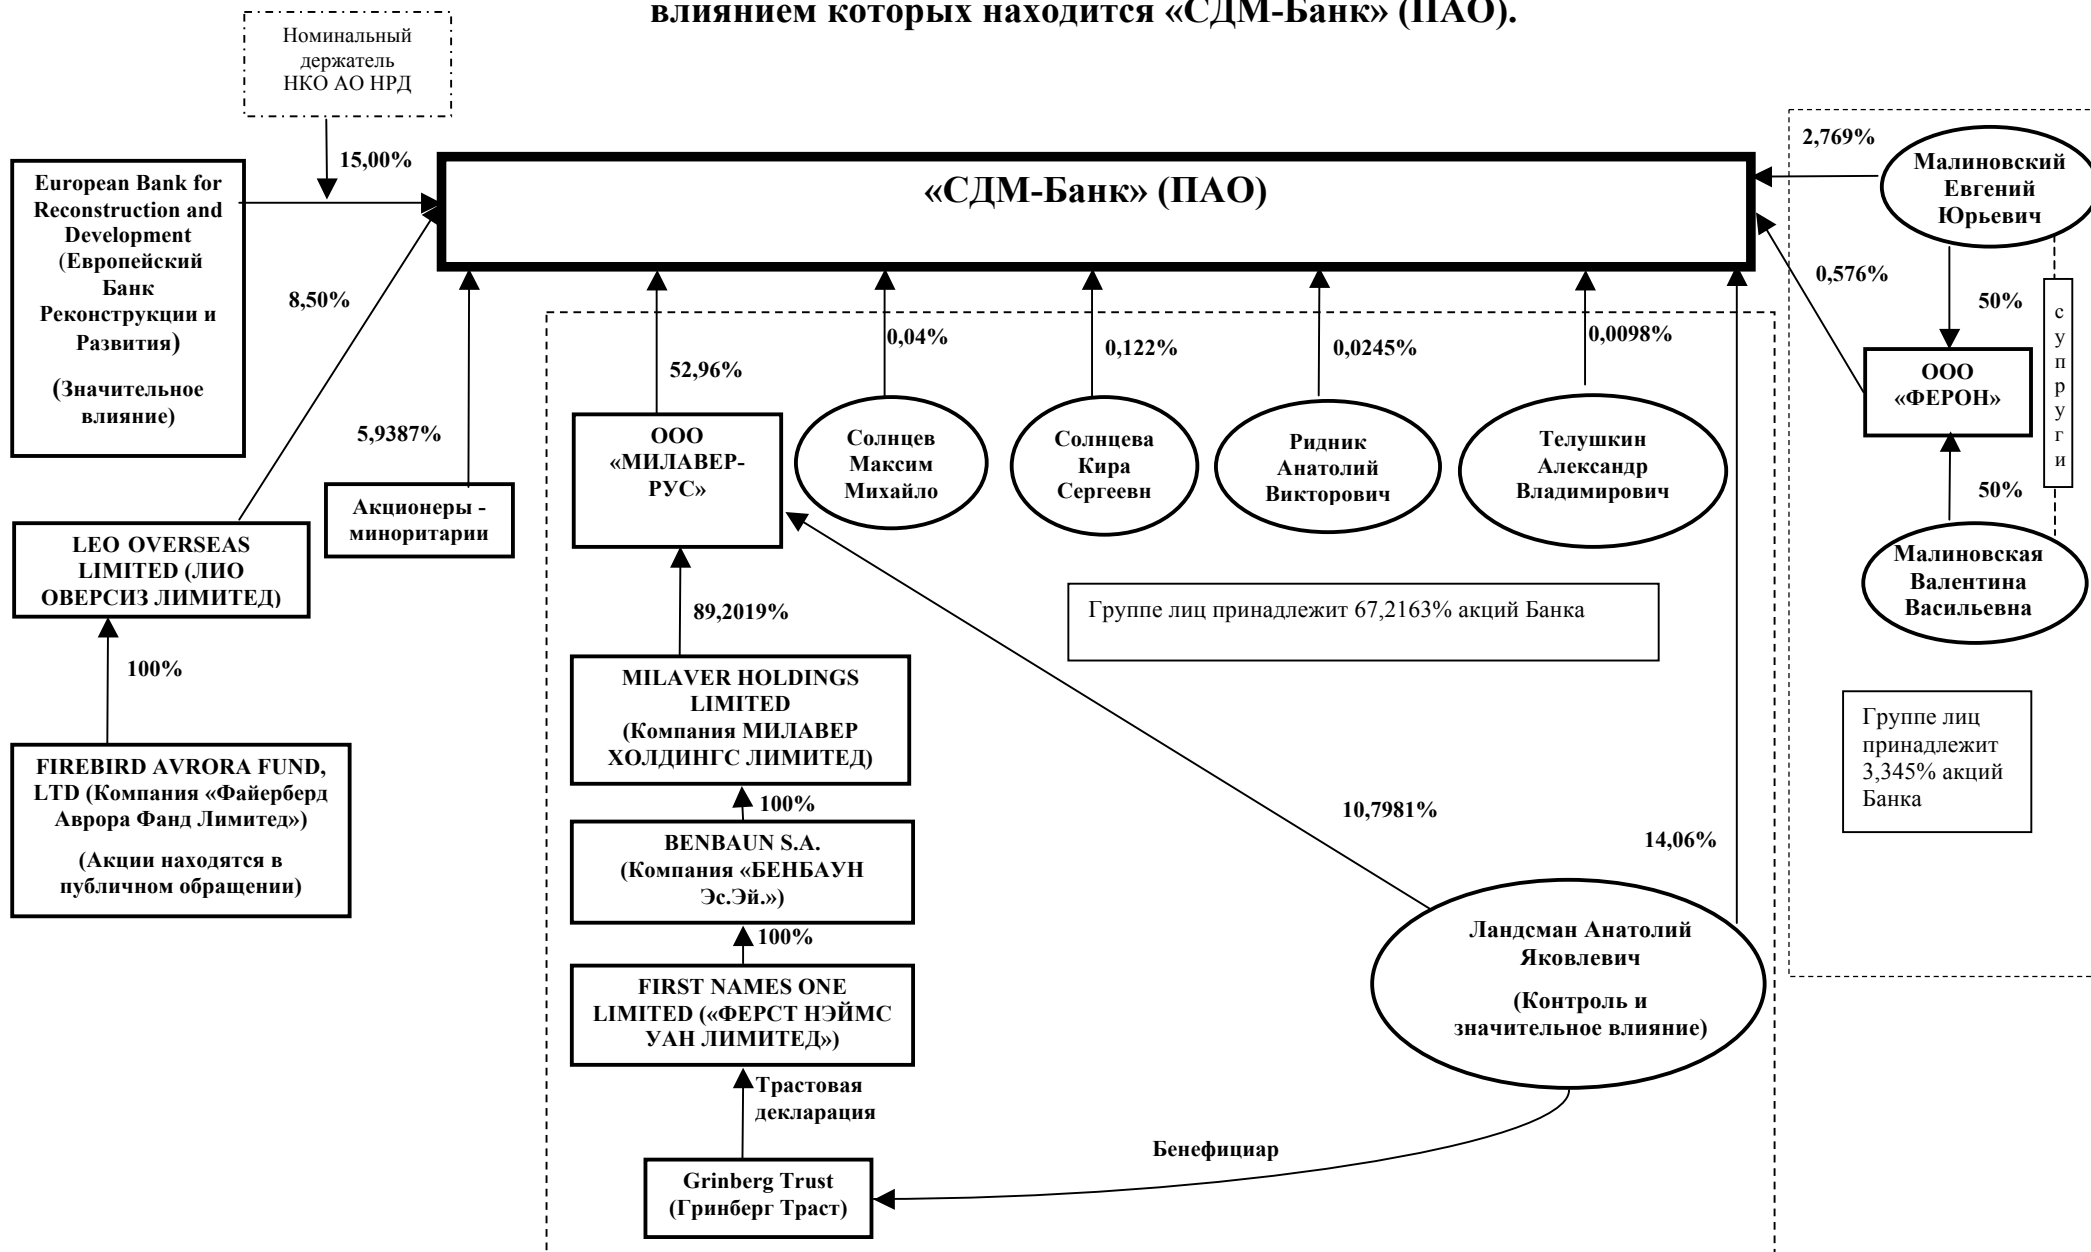 влиянием которых находится «СДМ-Банк» (ПАО).
Номинальный
держатель
НКО АО НРД
15,00%
European Bank for
Reconstruction and
Development
(Европейский
Банк
Реконструкции и
Развития)
(Значительное
влияние)
«СДМ-Банк» (ПАО)
2,769%
Малиновский
Евгений
Юрьевич
0,576%
50%
супруги
ООО
«ФЕРОН»
50%
Малиновская
Валентина
Васильевна
Группе лиц
принадлежит
3,345% акций
Банка
8,50%
5,9387%
52,96%
0,04%
0,122%
0,0245%
0,0098%
Акционеры -
миноритарии
ООО
«МИЛАВЕР-
РУС»
Солнцев
Максим
Михайло
Солнцева
Кира
Сергеевн
Ридник
Анатолий
Викторович
Телушкин
Александр
Владимирович
LEO OVERSEAS
LIMITED (ЛИО
ОВЕРСИЗ ЛИМИТЕД)
100%
FIREBIRD AVRORA FUND,
LTD (Компания «Файерберд
Аврора Фанд Лимитед»)
(Акции находятся в
публичном обращении)
89,2019%
Группе лиц принадлежит 67,2163% акций Банка
MILAVER HOLDINGS
LIMITED
(Компания МИЛАВЕР
ХОЛДИНГС ЛИМИТЕД)
100%
BENBAUN S.A.
(Компания «БЕНБАУН
Эс.Эй.»)
100%
FIRST NAMES ONE
LIMITED («ФЕРСТ НЭЙМС
УАН ЛИМИТЕД»)
Трастовая
декларация
Grinberg Trust
(Гринберг Траст)
10,7981%
14,06%
Ландсман Анатолий
Яковлевич
(Контроль и
значительное влияние)
Бенефициар